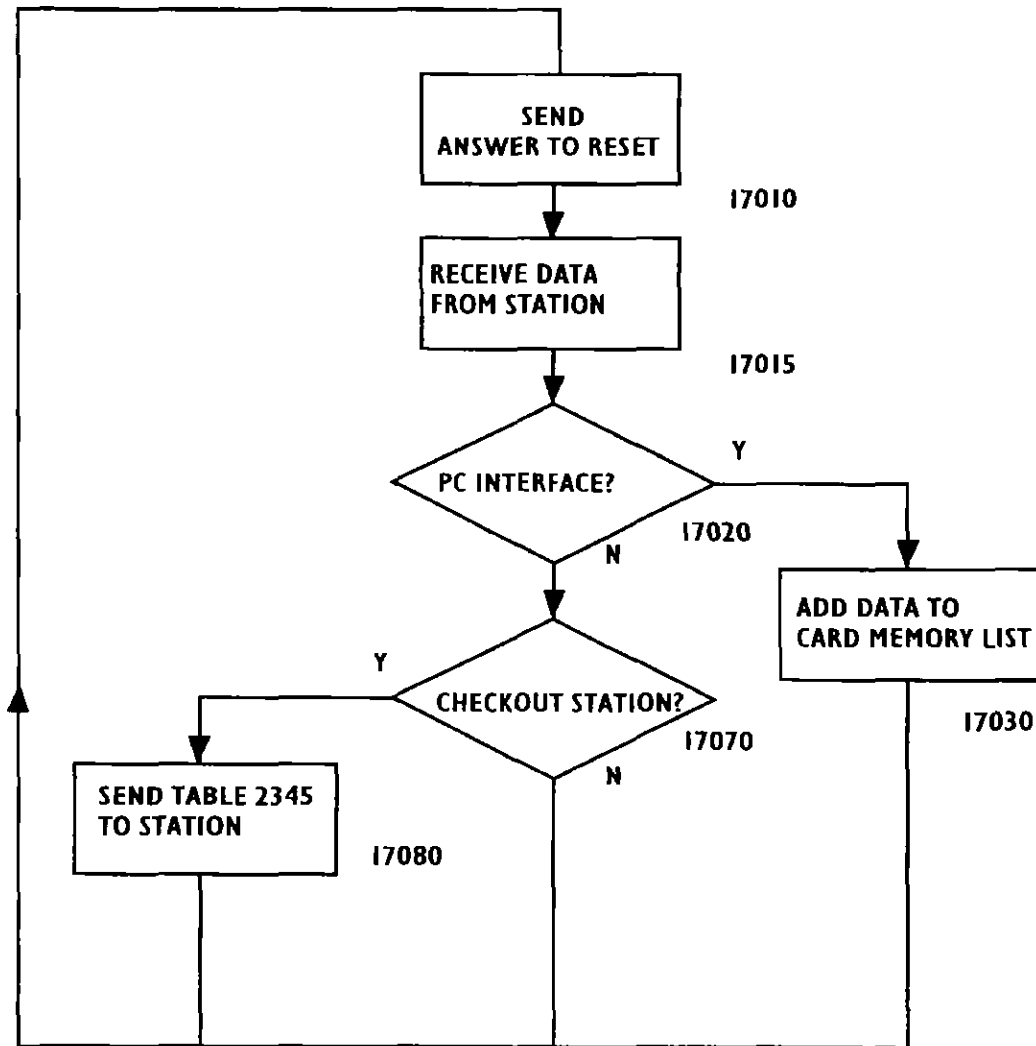 SEND
ANSWER TO RESET
17010
RECEIVE DATA
FROM STATION
17015
PC INTERFACE?
Y
17020
N
ADD DATA TO
CARD MEMORY LIST
17030
Y
CHECKOUT STATION?
17070
N
SEND TABLE 2345
TO STATION
17080